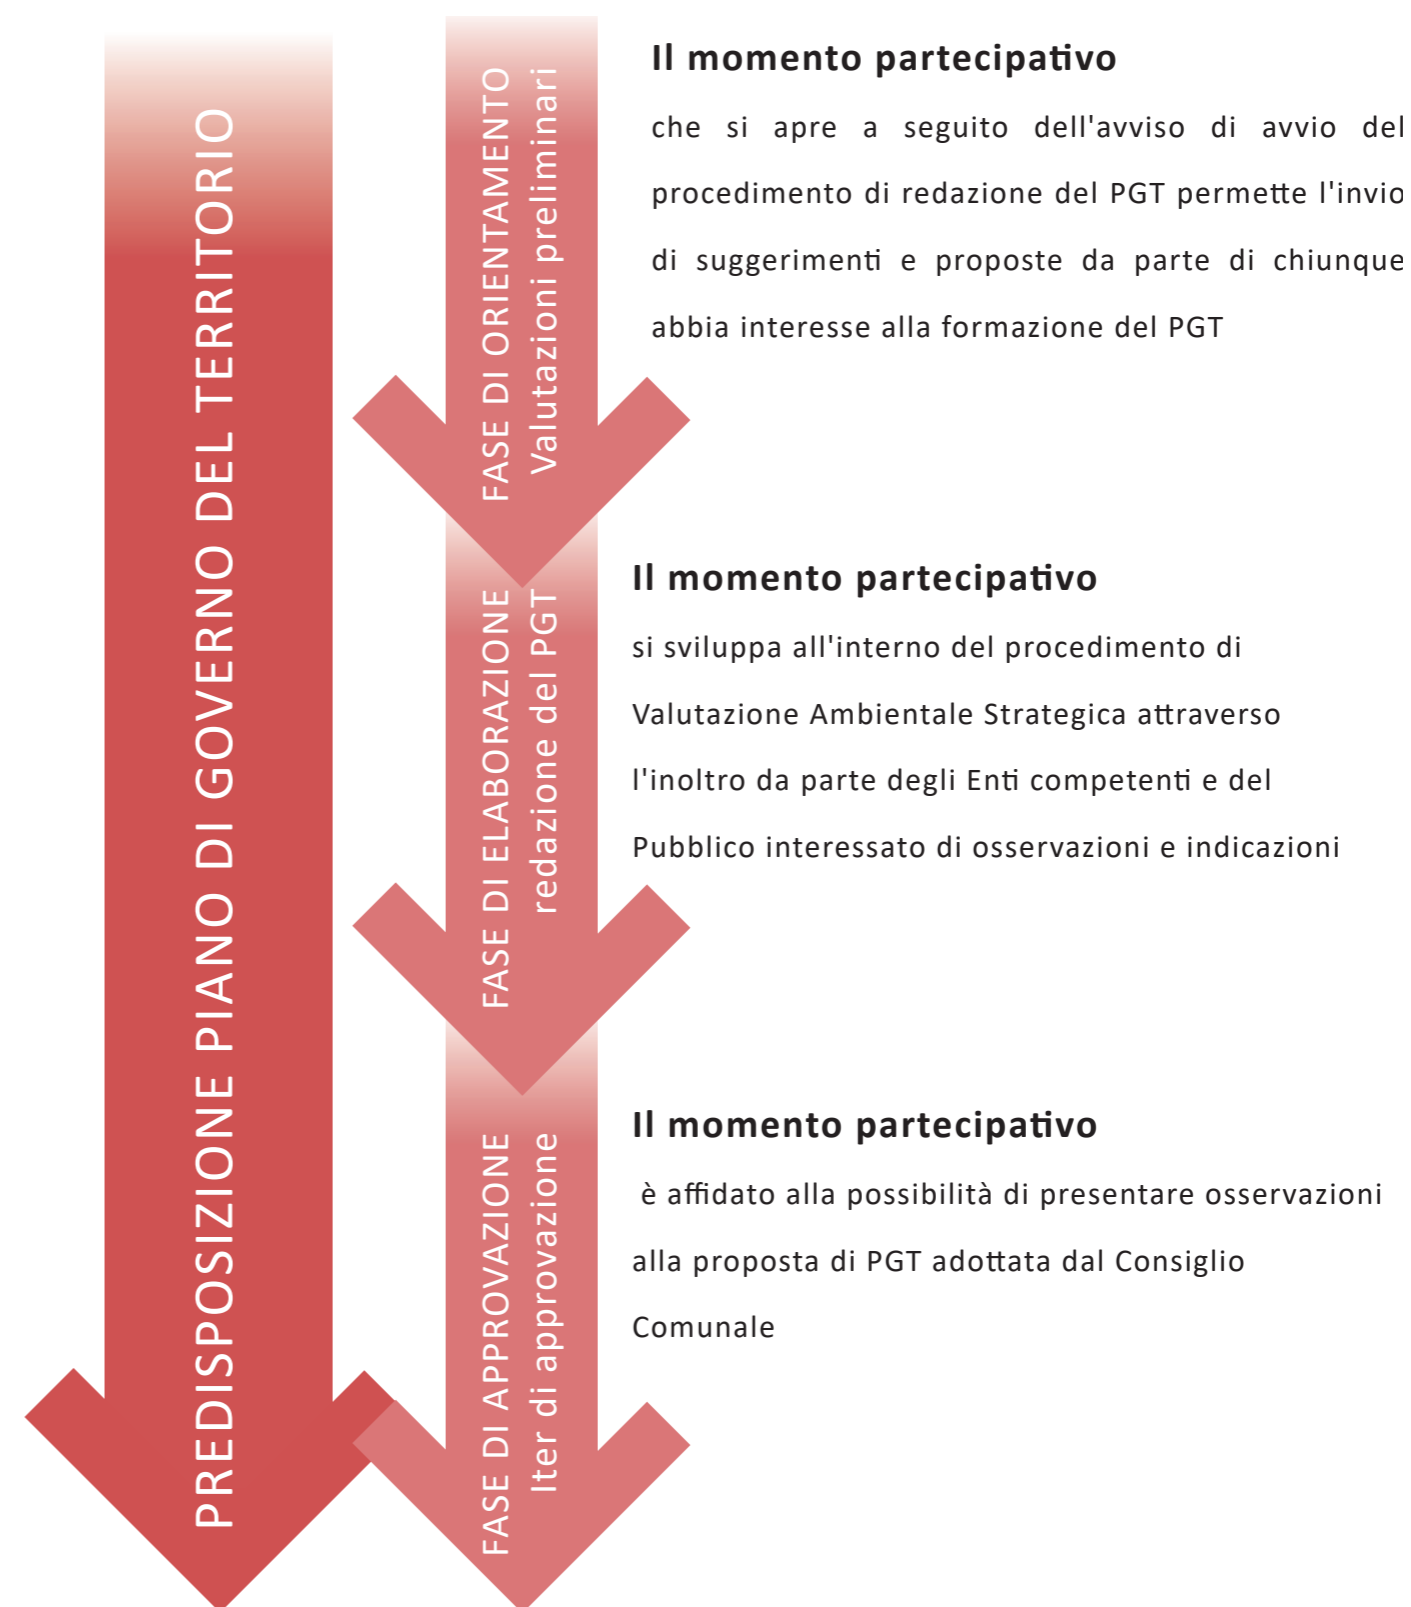 PREDISPOSIZIONE PIANO DI GOVERNO DEL TERRITORIO
FASE DI ORIENTAMENTO
Valutazioni preliminari
Il momento partecipativo
che si apre a seguito dell'avviso di avvio del
procedimento di redazione del PGT permette l'invio
di suggerimenti e proposte da parte di chiunque
abbia interesse alla formazione del PGT
FASE DI ELABORAZIONE
redazione del PGT
Il momento partecipativo
si sviluppa all'interno del procedimento di
Valutazione Ambientale Strategica attraverso
l'inoltro da parte degli Enti competenti e del
Pubblico interessato di osservazioni e indicazioni
FASE DI APPROVAZIONE
Iter di approvazione
Il momento partecipativo
è affidato alla possibilità di presentare osservazioni
alla proposta di PGT adottata dal Consiglio
Comunale